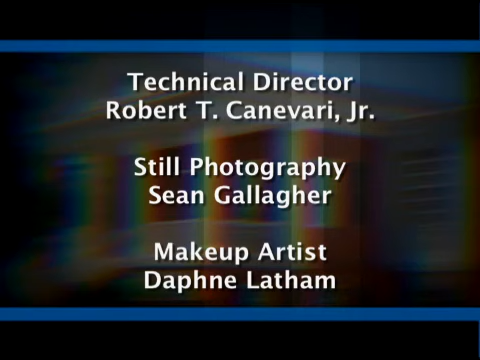 Technical Director
Robert T. Canevari, Jr.
Still Photography
Sean Gallagher
Makeup Artist
Daphne Latham